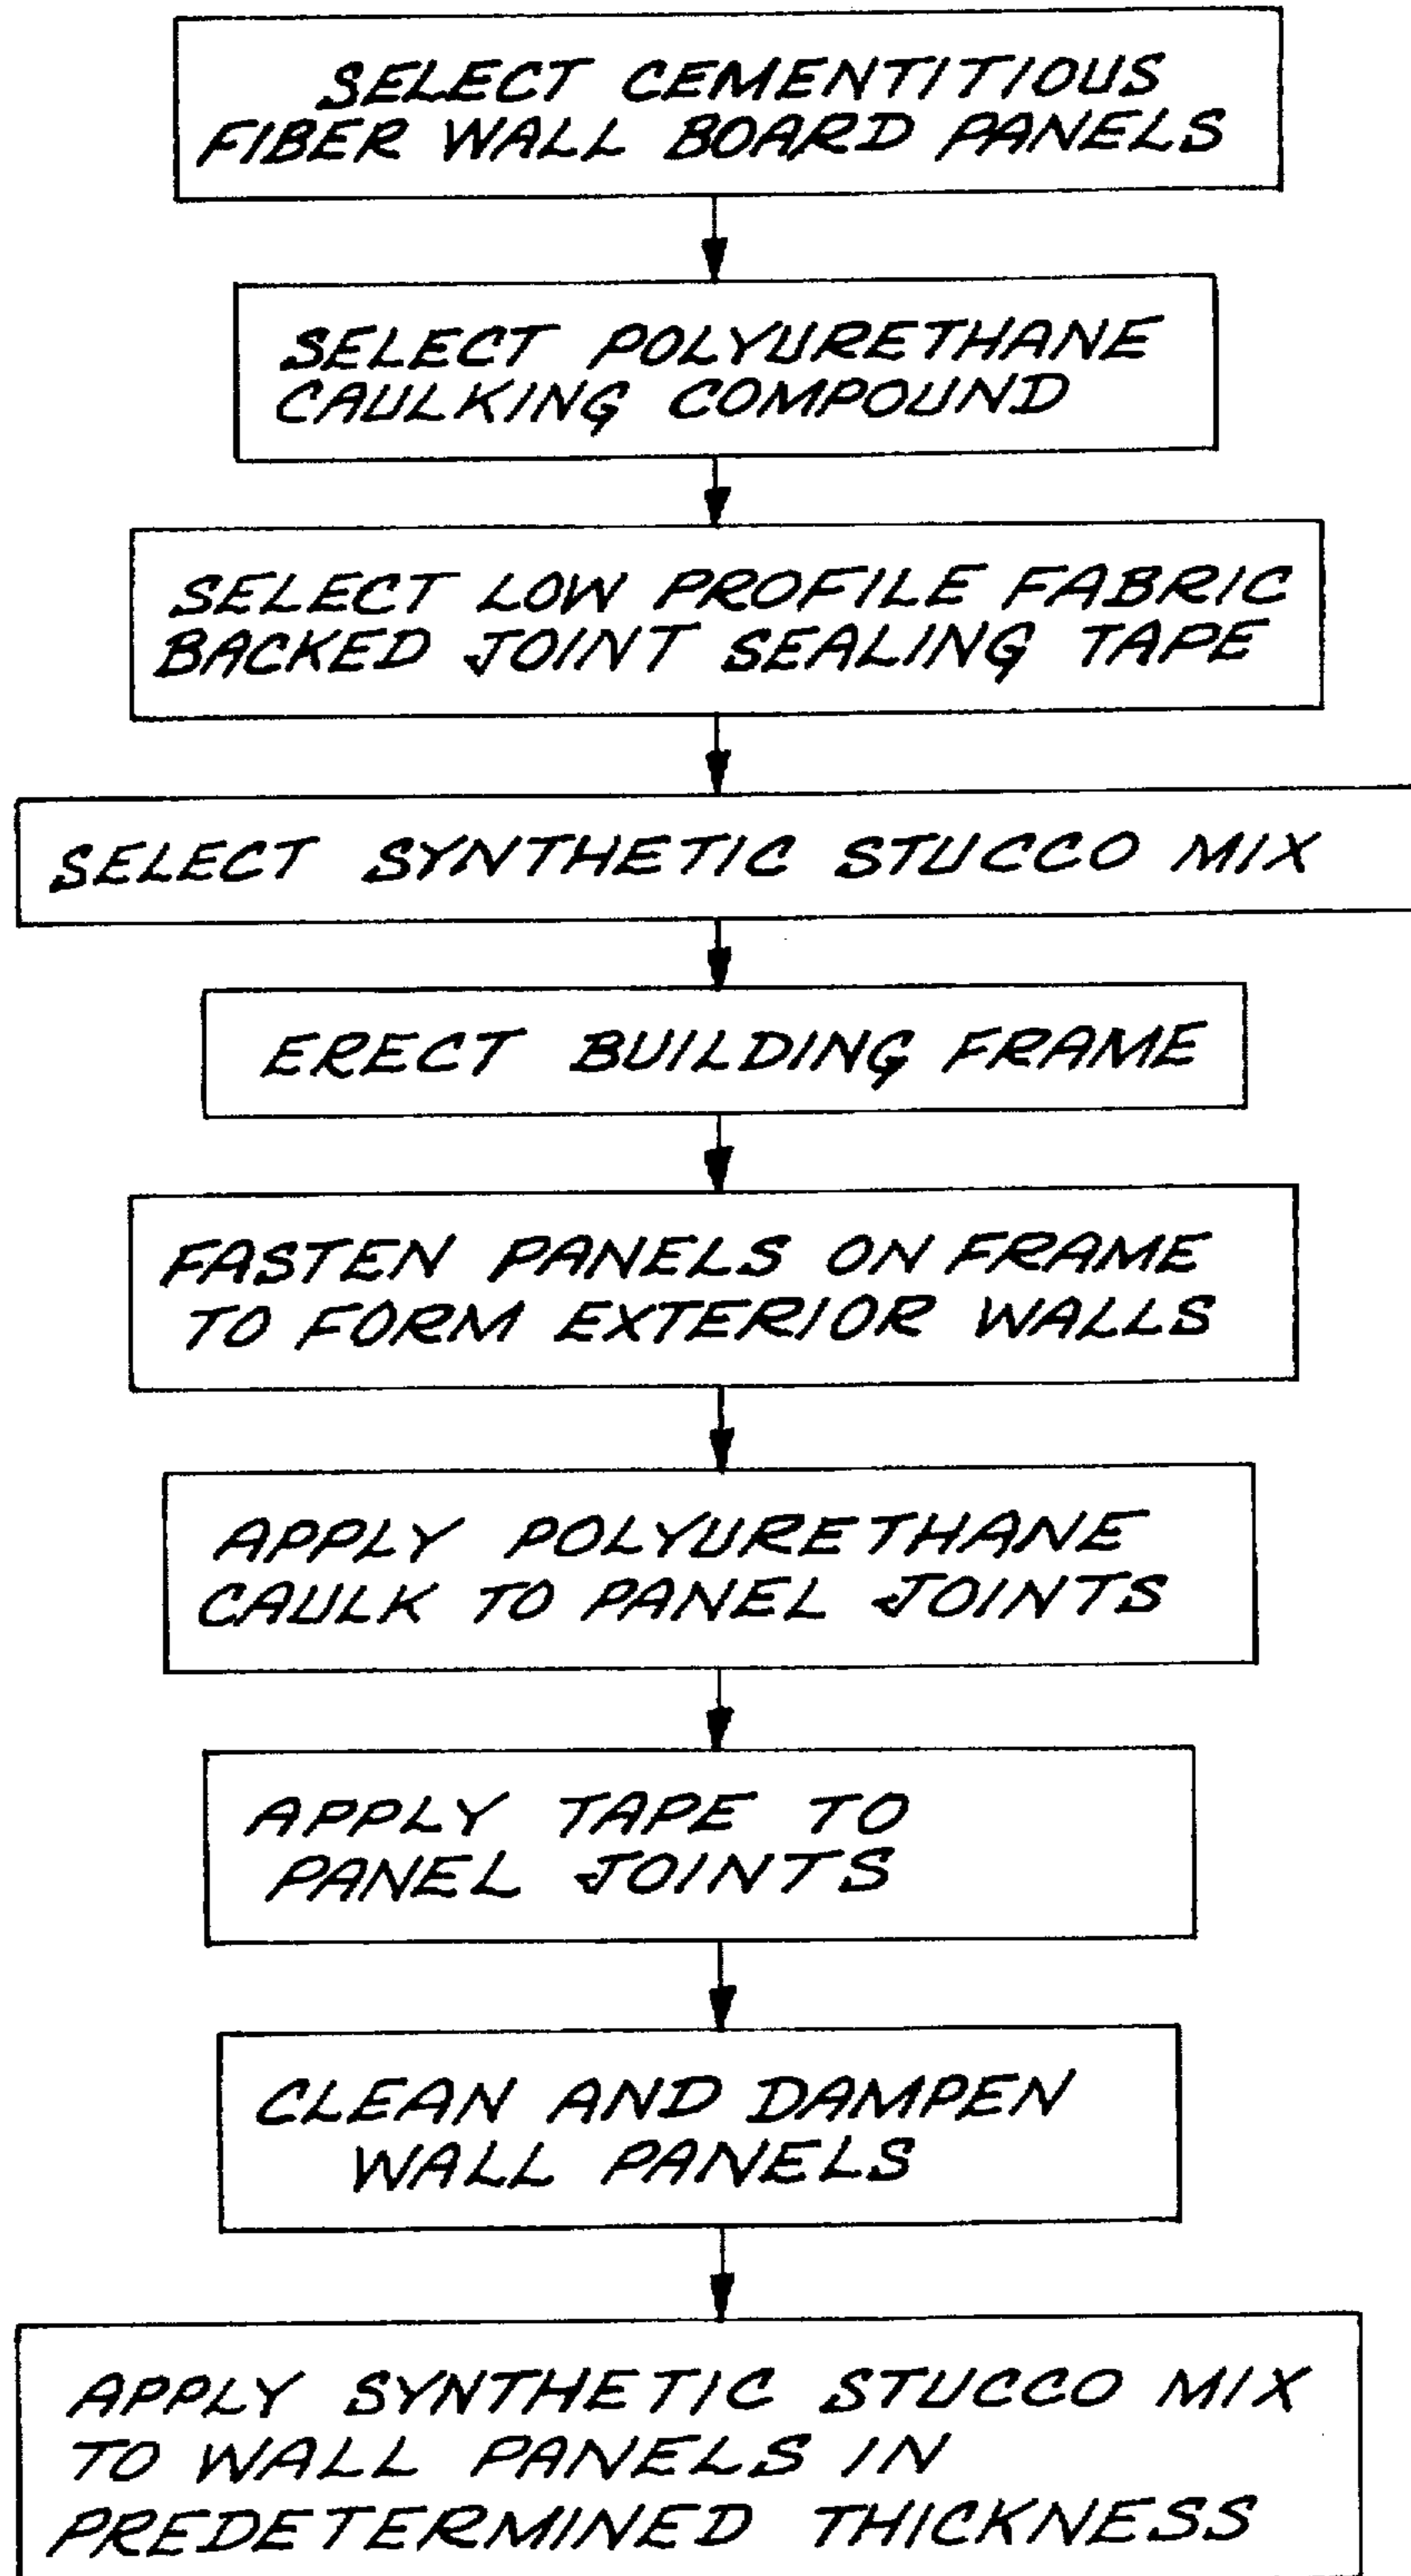 SELECT CEMENTITIOUS
FIBER WALL BOARD PANELS
SELECT POLYURETHANE
CAULKING COMPOUND
SELECT LOW PROFILE FABRIC
BACKED JOINT SEALING TAPE
SELECT SYNTHETIC STUCCO MIX
ERECT BUILDING FRAME
FASTEN PANELS ON FRAME
TO FORM EXTERIOR WALLS
APPLY POLYURETHANE
CAULK TO PANEL JOINTS
APPLY TAPE TO
PANEL JOINTS
CLEAN AND DAMPEN
WALL PANELS
APPLY SYNTHETIC STUCCO MIX
TO WALL PANELS IN
PREDETERMINED THICKNESS